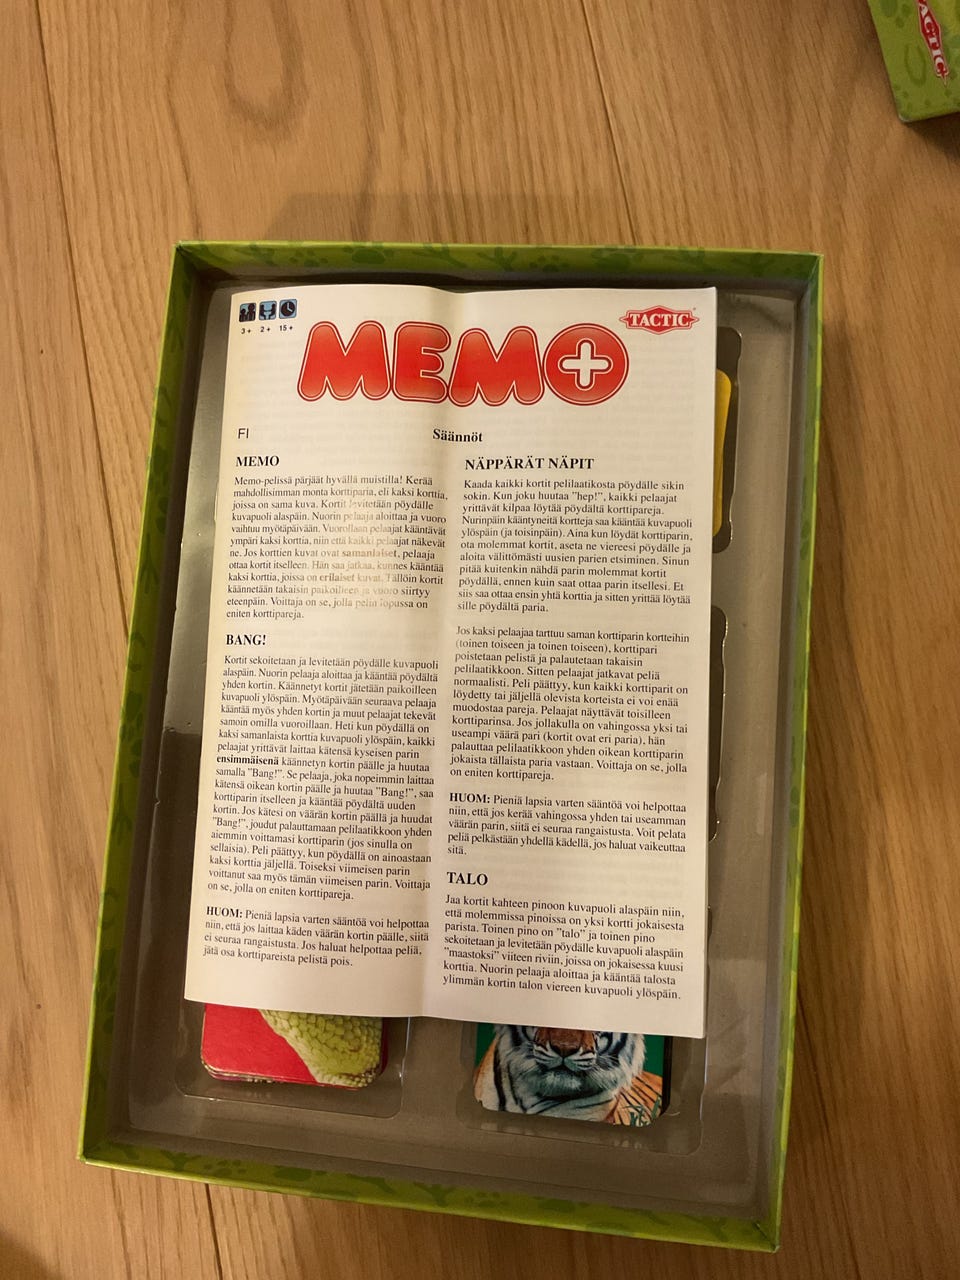 TACTIC
3+ 2+ 15+
TACTIC
MEMO
FI
Säännöt
MEMO
Memo-pelissä pärjäät hyvällä muistilla! Kerää
mahdollisimman monta korttiparia, eli kaksi korttia,
joissa on sama kuva. Kortit levitetään pöydälle
kuvapuoli alaspäin. Nuorin pelaaja aloittaa ja vuoro
vaihtuu myötäpäivään. Vuorollaan pelaajat kääntävät
ympäri kaksi korttia, niin että kaikki pelaajat näkevät
ne. Jos korttien kuvat ovat samanlaiset, pelaaja
ottaa kortit itselleen. Hän saa jatkaa, kunnes kääntää
kaksi korttia, joissa on erilaiset kuvat. Tällöin kortit
käännetään takaisin paikoilleen ja vuoro siirtyy
eteenpäin. Voittaja on se, jolla pelin lopussa on
eniten korttipareja.
BANG!
Kortit sekoitetaan ja levitetään pöydälle kuvapuoli
alaspäin. Nuorin pelaaja aloittaa ja kääntää pöydältä
yhden kortin. Käännetyt kortit jätetään paikoilleen
kuvapuoli ylöspäin. Myötäpäivään seuraava pelaaja
kääntää myös yhden kortin ja muut pelaajat tekevät
samoin omilla vuoroillaan. Heti kun pöydällä on
kaksi samanlaista korttia kuvapuoli ylöspäin, kaikki
pelaajat yrittävät laittaa kätensä kyseisen parin
ensimmäisenä käännetyn kortin päälle ja huutaa
samalla "Bang!". Se pelaaja, joka nopeimmin laittaa
kätensä oikean kortin päälle ja huutaa "Bang!", saa
korttiparin itselleen ja kääntää pöydältä uuden
kortin. Jos kätesi on väärän kortin päällä ja huudat
"Bang!", joudut palauttamaan pelilaatikkoon yhden
aiemmin voittamasi korttiparin (jos sinulla on
sellaisia). Peli päättyy, kun pöydällä on ainoastaan
kaksi korttia jäljellä. Toiseksi viimeisen parin
voittanut saa myös tämän viimeisen parin. Voittaja
on se, jolla on eniten korttipareja.
HUOM: Pieniä lapsia varten sääntöä voi helpottaa
niin, että jos laittaa käden väärän kortin päälle, siitä
ei seuraa rangaistusta. Jos haluat helpottaa peliä,
jätä osa korttipareista pelistä pois.
NÄPPÄRÄT NÄPIT
Kaada kaikki kortit pelilaatikosta pöydälle sikin
sokin. Kun joku huutaa "hep!", kaikki pelaajat
yrittävät kilpaa löytää pöydältä korttipareja.
Nurinpäin kääntyneitä kortteja saa kääntää kuvapuoli
ylöspäin (ja toisinpäin). Aina kun löydät korttiparin,
ota molemmat kortit, aseta ne viereesi pöydälle ja
aloita välittömästi uusien parien etsiminen. Sinun
pitää kuitenkin nähdä parin molemmat kortit
pöydällä, ennen kuin saat ottaa parin itsellesi. Et
siis saa ottaa ensin yhtä korttia ja sitten yrittää löytää
sille pöydältä paria.
Jos kaksi pelaajaa tarttuu saman korttiparin kortteihin
(toinen toiseen ja toinen toiseen), korttipari
poistetaan pelistä ja palautetaan takaisin
pelilaatikkoon. Sitten pelaajat jatkavat peliä
normaalisti. Peli päättyy, kun kaikki korttiparit on
löydetty tai jäljellä olevista korteista ei voi enää
muodostaa pareja. Pelaajat näyttävät toisilleen
korttiparinsa. Jos jollakulla on vahingossa yksi tai
useampi väärä pari (kortit ovat eri paria), hän
palauttaa pelilaatikkoon yhden oikean korttiparin
jokaista tällaista paria vastaan. Voittaja on se, jolla
on eniten korttipareja.
HUOM: Pieniä lapsia varten sääntöä voi helpottaa
niin, että jos kerää vahingossa yhden tai useamman
väärän parin, siitä ei seuraa rangaistusta. Voit pelata
peliä pelkästään yhdellä kädellä, jos haluat vaikeuttaa
sitä.
TALO
Jaa kortit kahteen pinoon kuvapuoli alaspäin niin,
että molemmissa pinoissa on yksi kortti jokaisesta
parista. Toinen pino on "talo" ja toinen pino
sekoitetaan ja levitetään pöydälle kuvapuoli alaspäin
"maastoksi" viiteen riviin, joissa on jokaisessa kuusi
korttia. Nuorin pelaaja aloittaa ja kääntää talosta
ylimmän kortin talon viereen kuvapuoli ylöspäin.